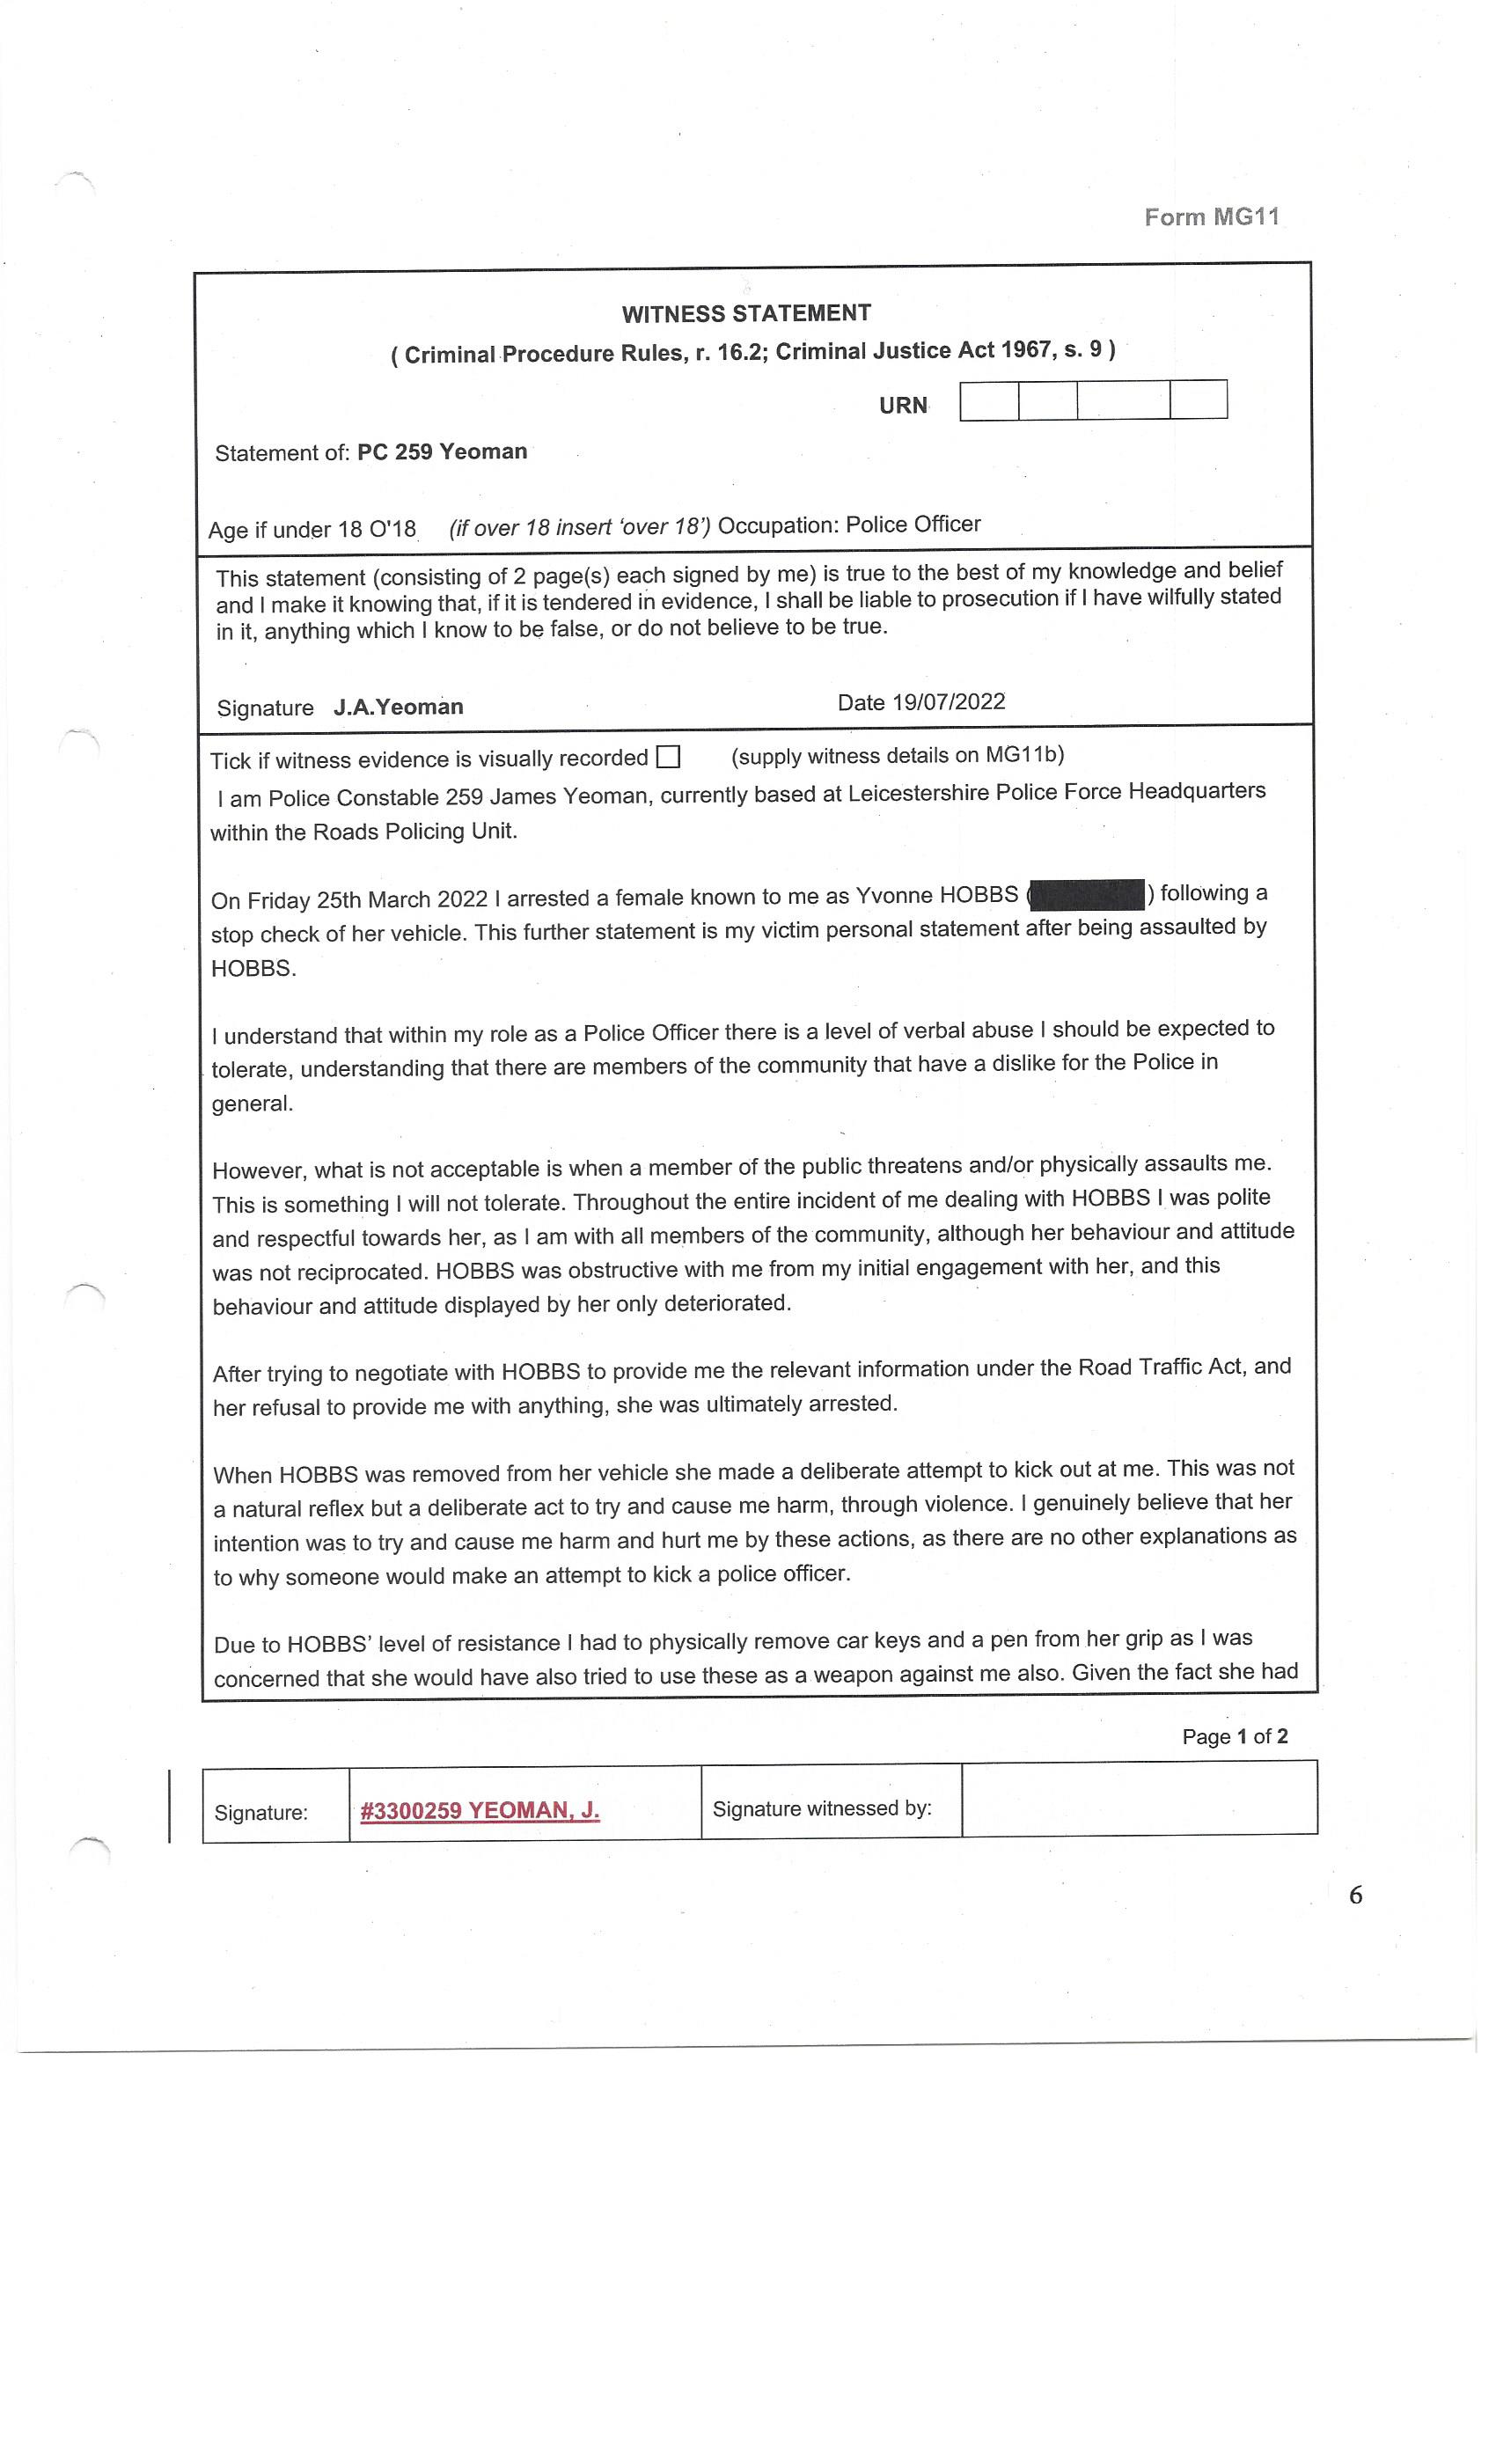 Form MG11
WITNESS STATEMENT
( Criminal Procedure Rules, r. 16.2; Criminal Justice Act 1967, s. 9 )
URN
Statement of: PC 259 Yeoman
Age if under 18 O'18 (if over 18 insert ‘over 18’) Occupation: Police Officer
This statement (consisting of 2 page(s) each signed by me) is true to the best of my knowledge and belief
and I make it knowing that, if it is tendered in evidence, I shall be liable to prosecution if I have wilfully stated
in it, anything which I know to be false, or do not believe to be true.
Signature J.A.Yeoman Date 19/07/2022
Tick if witness evidence is visually recorded ☐ (supply witness details on MG11b)
I am Police Constable 259 James Yeoman, currently based at Leicestershire Police Force Headquarters
within the Roads Policing Unit.
On Friday 25th March 2022 I arrested a female known to me as Yvonne HOBBS ( ) following a
stop check of her vehicle. This further statement is my victim personal statement after being assaulted by
HOBBS.
I understand that within my role as a Police Officer there is a level of verbal abuse I should be expected to
tolerate, understanding that there are members of the community that have a dislike for the Police in
general.
However, what is not acceptable is when a member of the public threatens and/or physically assaults me.
This is something I will not tolerate. Throughout the entire incident of me dealing with HOBBS I was polite
and respectful towards her, as I am with all members of the community, although her behaviour and attitude
was not reciprocated. HOBBS was obstructive with me from my initial engagement with her, and this
behaviour and attitude displayed by her only deteriorated.
After trying to negotiate with HOBBS to provide me the relevant information under the Road Traffic Act, and
her refusal to provide me with anything, she was ultimately arrested.
When HOBBS was removed from her vehicle she made a deliberate attempt to kick out at me. This was not
a natural reflex but a deliberate act to try and cause me harm, through violence. I genuinely believe that her
intention was to try and cause me harm and hurt me by these actions, as there are no other explanations as
to why someone would make an attempt to kick a police officer.
Due to HOBBS’ level of resistance I had to physically remove car keys and a pen from her grip as I was
concerned that she would have also tried to use these as a weapon against me also. Given the fact she had
Page 1 of 2
Signature: #3300259 YEOMAN, J. Signature witnessed by:
6